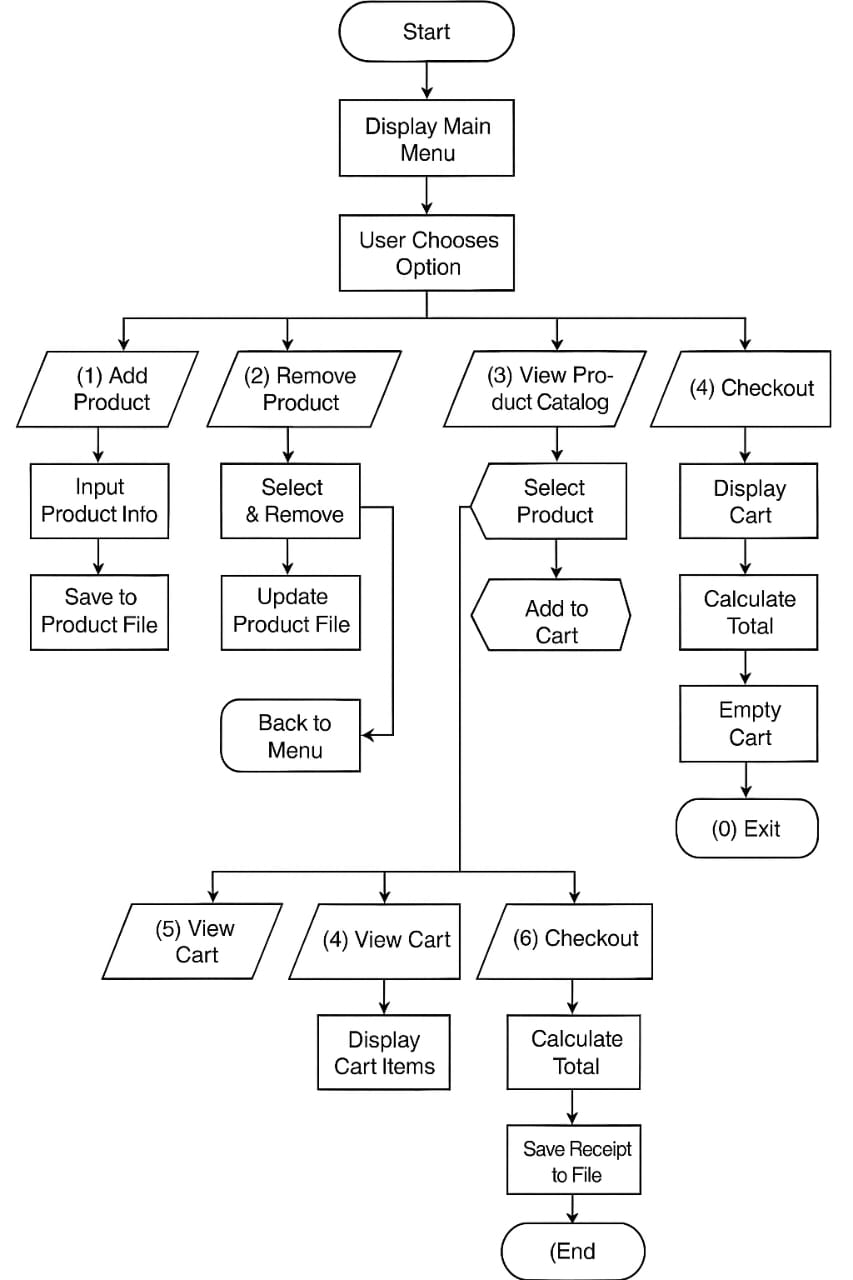 Start
Display Main
Menu
User Chooses
Option
(1) Add
Product
(2) Remove
Product
(3) View Pro-
duct Catalog
(4) Checkout
Input
Product Info
Select
& Remove
Select
Product
Display
Cart
Save to
Product File
Update
Product File
Add to
Cart
Calculate
Total
Back to
Menu
Empty
Cart
(0) Exit
(5) View
Cart
(4) View Cart
(6) Checkout
Display
Cart Items
Calculate
Total
Save Receipt
to File
(End